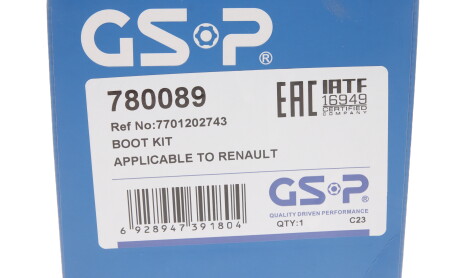 GSP®
780089
Ref No:7701202743
BOOT KIT
APPLICABLE TO RENAULT
EAC IATF
16949
CERTIFIED
COMPANY
GSP
QUALITY DRIVEN PERFORMANCE
QTY:1 C23
6 928947 391804